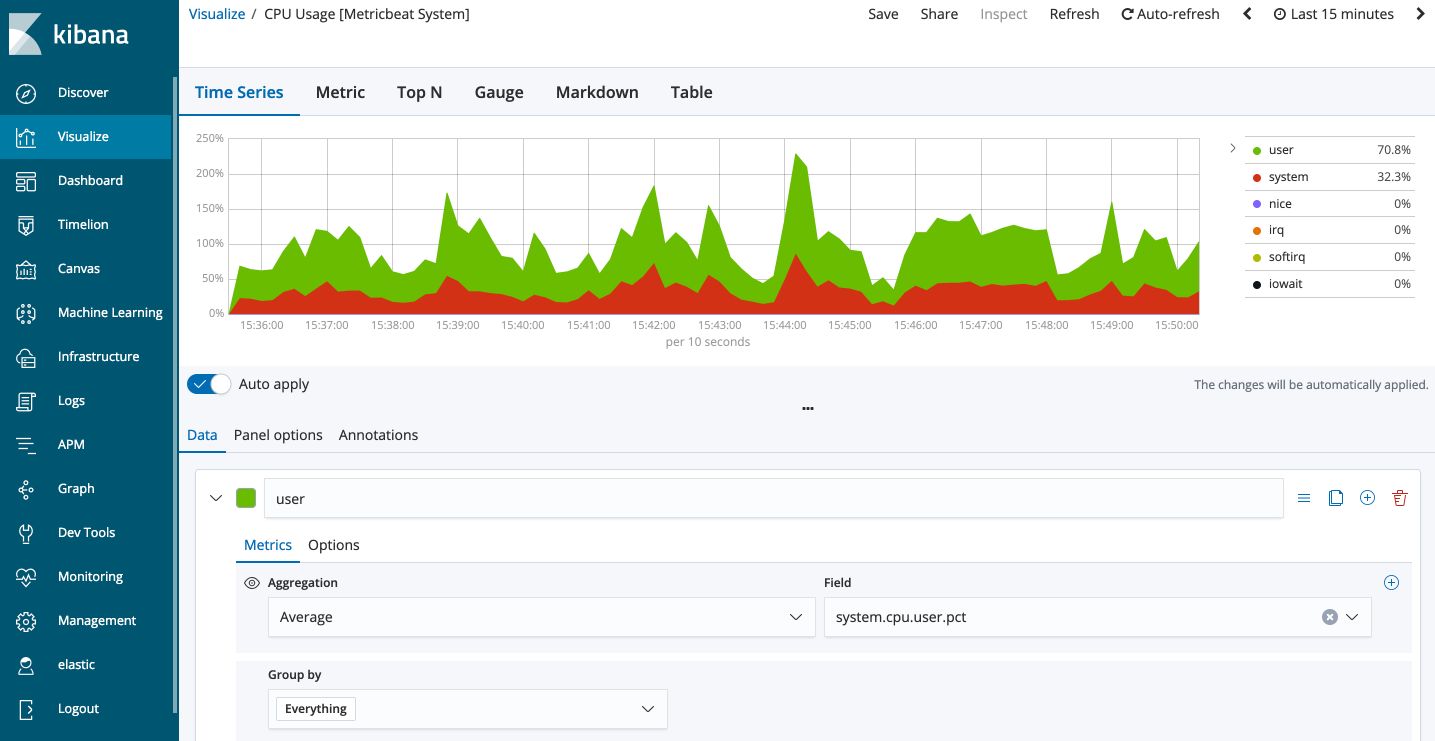 kibana
Discover
Visualize
Dashboard
Timelion
Canvas
Machine Learning
Infrastructure
Logs
APM
Graph
Dev Tools
Monitoring
Management
elastic
Logout
Visualize / CPU Usage [Metricbeat System]
Save Share Inspect Refresh Auto-refresh Last 15 minutes
Time Series Metric Top N Gauge Markdown Table
250%
200%
150%
100%
50%
0%
15:36:00 15:37:00 15:38:00 15:39:00 15:40:00 15:41:00 15:42:00 15:43:00 15:44:00 15:45:00 15:46:00 15:47:00 15:48:00 15:49:00 15:50:00
per 10 seconds
user 70.8%
system 32.3%
nice 0%
irq 0%
softirq 0%
iowait 0%
Auto apply The changes will be automatically applied.
Data Panel options Annotations
user
Metrics Options
Aggregation Field
Average system.cpu.user.pct
Group by
Everything